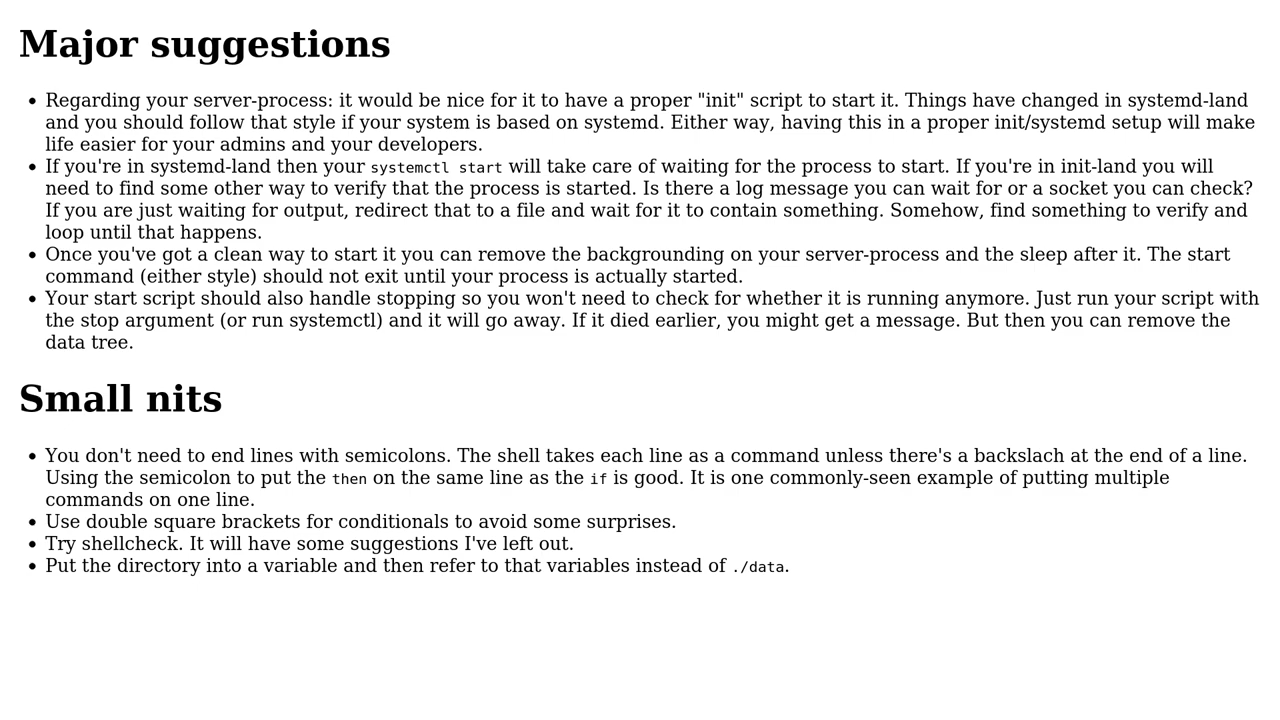 Major suggestions
• Regarding your server-process: it would be nice for it to have a proper "init" script to start it. Things have changed in systemd-land
and you should follow that style if your system is based on systemd. Either way, having this in a proper init/systemd setup will make
life easier for your admins and your developers.
• If you're in systemd-land then your systemctl start will take care of waiting for the process to start. If you're in init-land you will
need to find some other way to verify that the process is started. Is there a log message you can wait for or a socket you can check?
If you are just waiting for output, redirect that to a file and wait for it to contain something. Somehow, find something to verify and
loop until that happens.
• Once you've got a clean way to start it you can remove the backgrounding on your server-process and the sleep after it. The start
command (either style) should not exit until your process is actually started.
• Your start script should also handle stopping so you won't need to check for whether it is running anymore. Just run your script with
the stop argument (or run systemctl) and it will go away. If it died earlier, you might get a message. But then you can remove the
data tree.
Small nits
• You don't need to end lines with semicolons. The shell takes each line as a command unless there's a backslach at the end of a line.
Using the semicolon to put the then on the same line as the if is good. It is one commonly-seen example of putting multiple
commands on one line.
• Use double square brackets for conditionals to avoid some surprises.
• Try shellcheck. It will have some suggestions I've left out.
• Put the directory into a variable and then refer to that variables instead of ./data.